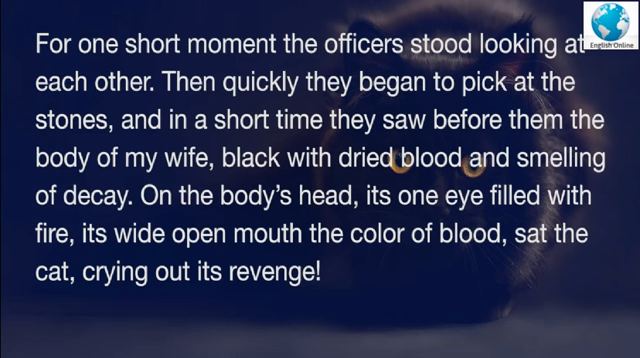 For one short moment the officers stood looking at
each other. Then quickly they began to pick at the
stones, and in a short time they saw before them the
body of my wife, black with dried blood and smelling
of decay. On the body’s head, its one eye filled with
fire, its wide open mouth the color of blood, sat the
cat, crying out its revenge!
English Online